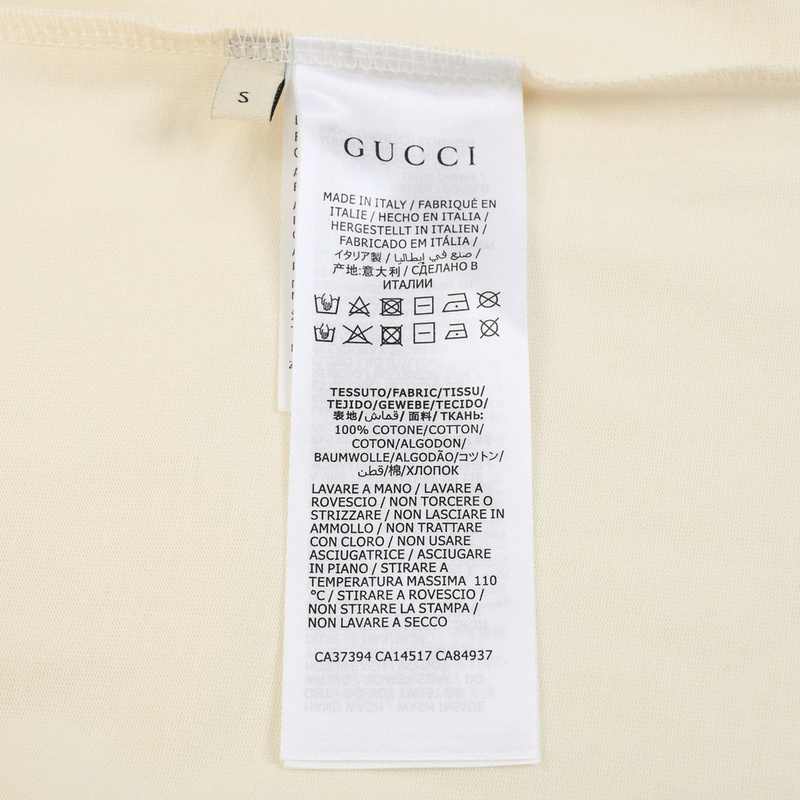 S
GUCCI
MADE IN ITALY / FABRIQUÉ EN
ITALIE / HECHO EN ITALIA /
HERGESTELLT IN ITALIEN /
FABRICADO EM ITÁLIA /
イタリア製 / صنع في إيطاليا /
产地:意大利 / СДЕЛАНО В
ИТАЛИИ
TESSUTO/FABRIC/TISSU/
TEJIDO/GEWEBE/TECIDO/
表地/قماش/面料/ТКАНЬ:
100% COTONE/COTTON/
COTON/ALGODON/
BAUMWOLLE/ALGODÃO/コットン/
قطن/棉/ХЛОПОК
LAVARE A MANO / LAVARE A
ROVESCIO / NON TORCERE O
STRIZZARE / NON LASCIARE IN
AMMOLLO / NON TRATTARE
CON CLORO / NON USARE
ASCIUGATRICE / ASCIUGARE
IN PIANO / STIRARE A
TEMPERATURA MASSIMA 110
°C / STIRARE A ROVESCIO /
NON STIRARE LA STAMPA /
NON LAVARE A SECCO
CA37394 CA14517 CA84937